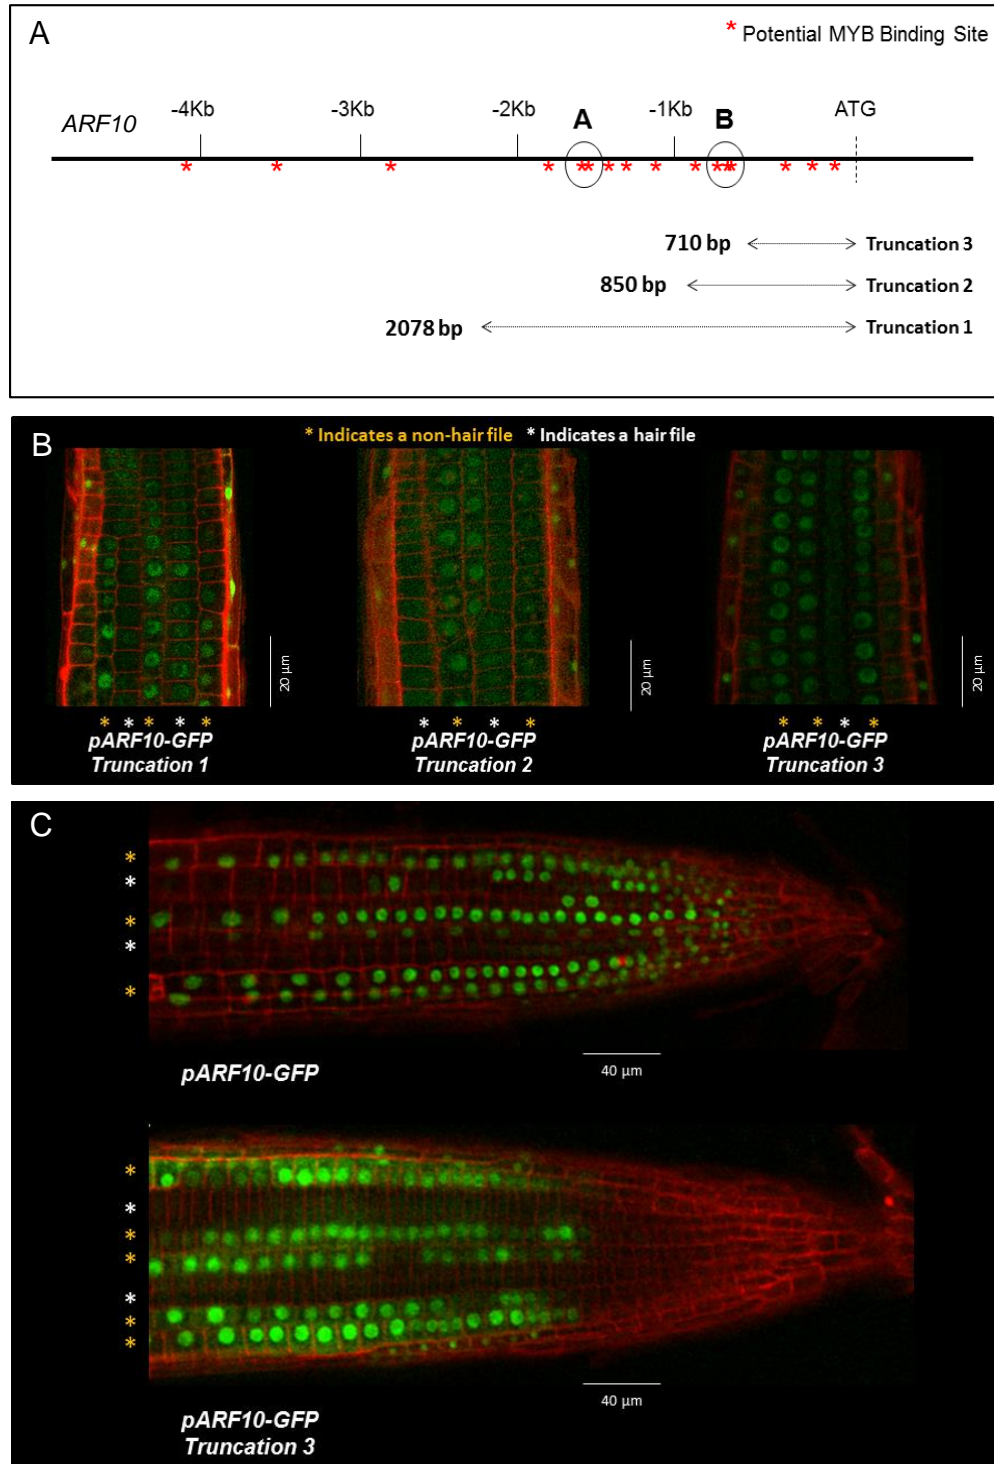 A
* Potential MYB Binding Site
ARF10
-4Kb -3Kb -2Kb A -1Kb B ATG
710 bp Truncation 3
850 bp Truncation 2
2078 bp Truncation 1
B
* Indicates a non-hair file * Indicates a hair file
20 µm 20 µm 20 µm
* * * * * * * * * * * * *
pARF10-GFP pARF10-GFP pARF10-GFP
Truncation 1 Truncation 2 Truncation 3
C
*
*
*
*
*
pARF10-GFP
40 µm
*
*
*
*
*
*
*
40 µm
pARF10-GFP
Truncation 3